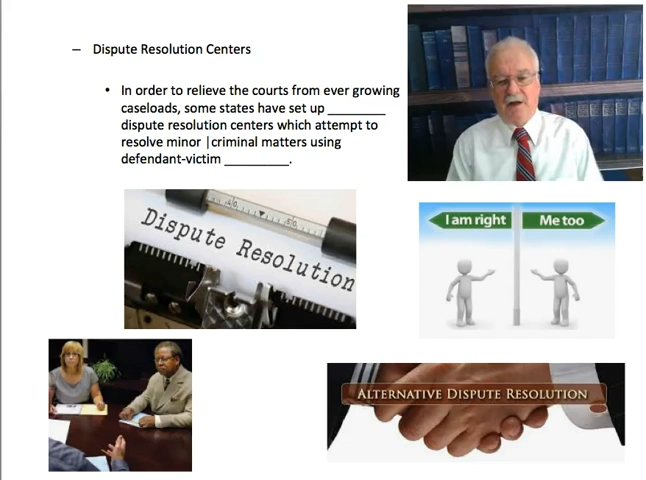 – Dispute Resolution Centers
• In order to relieve the courts from ever growing
caseloads, some states have set up ________
dispute resolution centers which attempt to
resolve minor |criminal matters using
defendant-victim _________.
Dispute Resolution
I am right
Me too
ALTERNATIVE DISPUTE RESOLUTION